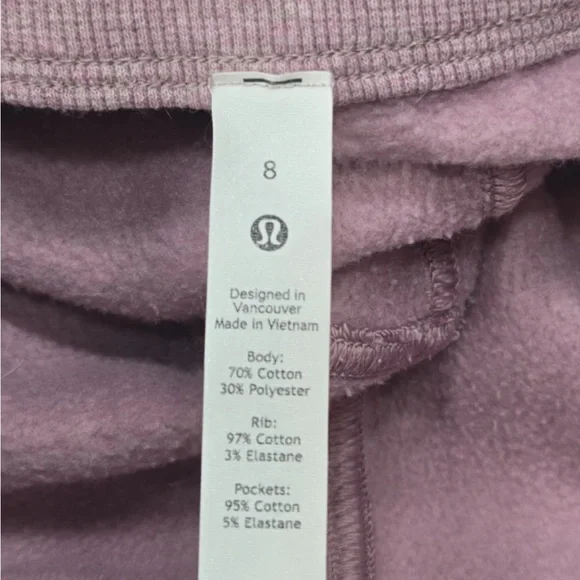 8
Designed in
Vancouver
Made in Vietnam
Body:
70% Cotton
30% Polyester
Rib:
97% Cotton
3% Elastane
Pockets:
95% Cotton
5% Elastane